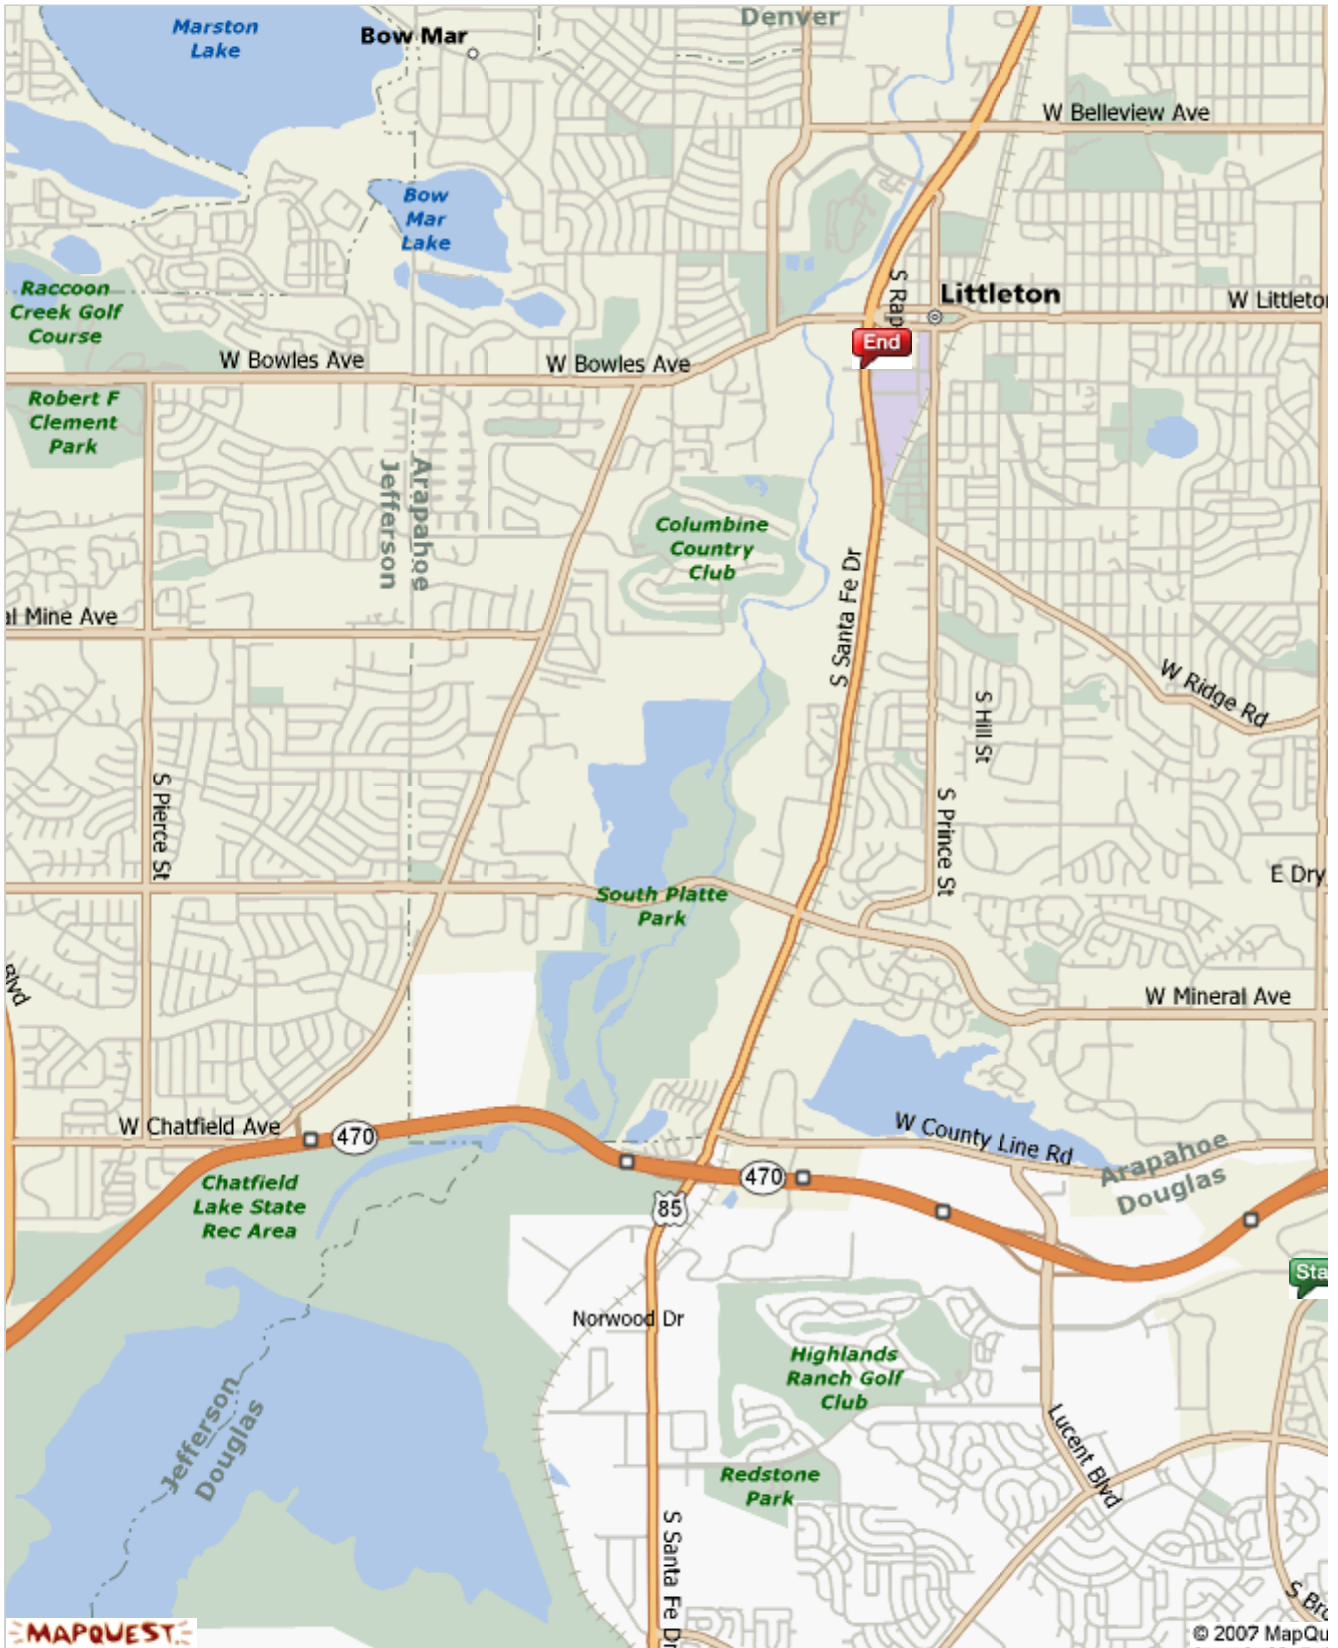 Denver
Marston
Lake
Bow Mar
W Belleview Ave
Bow
Mar
Lake
S Rap
Raccoon
Creek Golf
Course
Littleton
W Littleto
End
W Bowles Ave
W Bowles Ave
Robert F
Clement
Park
Arapahoe
Jefferson
Columbine
Country
Club
al Mine Ave
S Santa Fe Dr
W Ridge Rd
S Hill St
S Pierce St
S Prince St
E Dry
South Platte
Park
Blvd
W Mineral Ave
W Chatfield Ave
470
W County Line Rd
Arapahoe
Douglas
470
85
Chatfield
Lake State
Rec Area
Sta
Norwood Dr
Highlands
Ranch Golf
Club
Jefferson
Douglas
Lucent Blvd
Redstone
Park
S Santa Fe Dr
S Bro
MAPQUEST
© 2007 MapQu